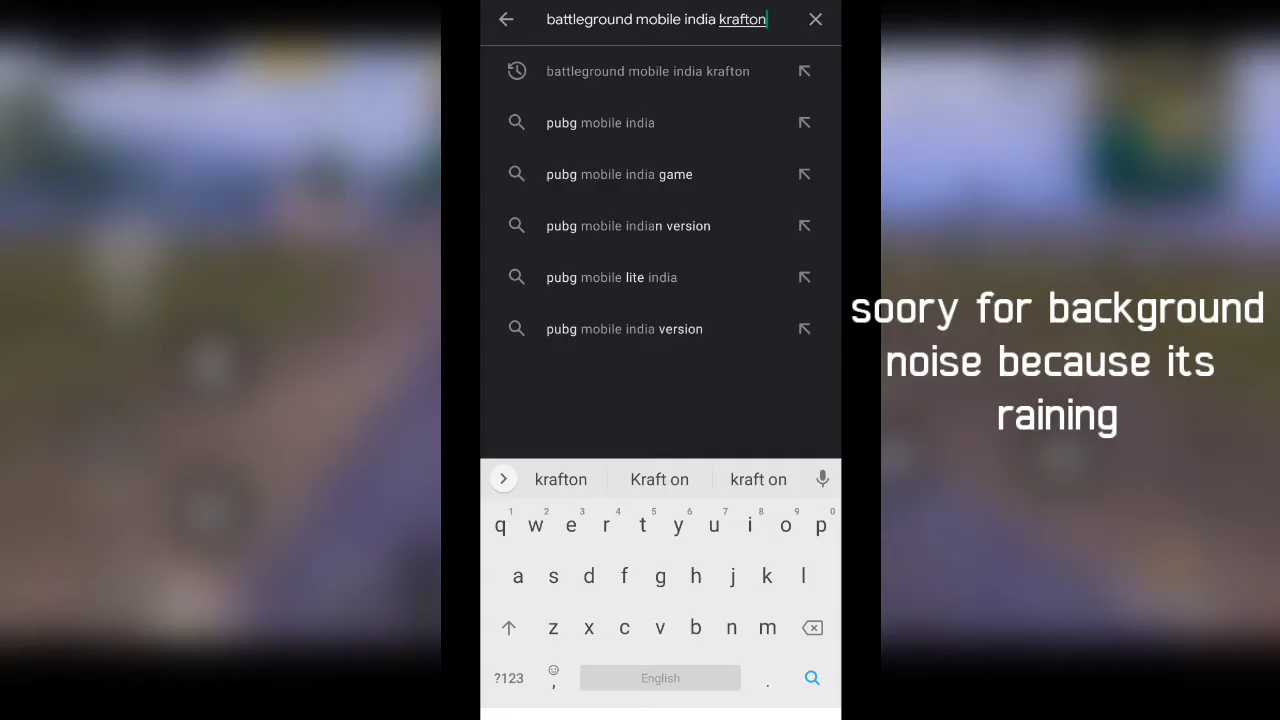 battleground mobile india krafton
battleground mobile india krafton
pubg mobile india
pubg mobile india game
pubg mobile indian version
pubg mobile lite india
pubg mobile india version
soory for background
noise because its
raining
krafton Kraft on kraft on
1 2 3 4 5 6 7 8 9 0
q w e r t y u i o p
a s d f g h j k l
z x c v b n m
?123 , English .